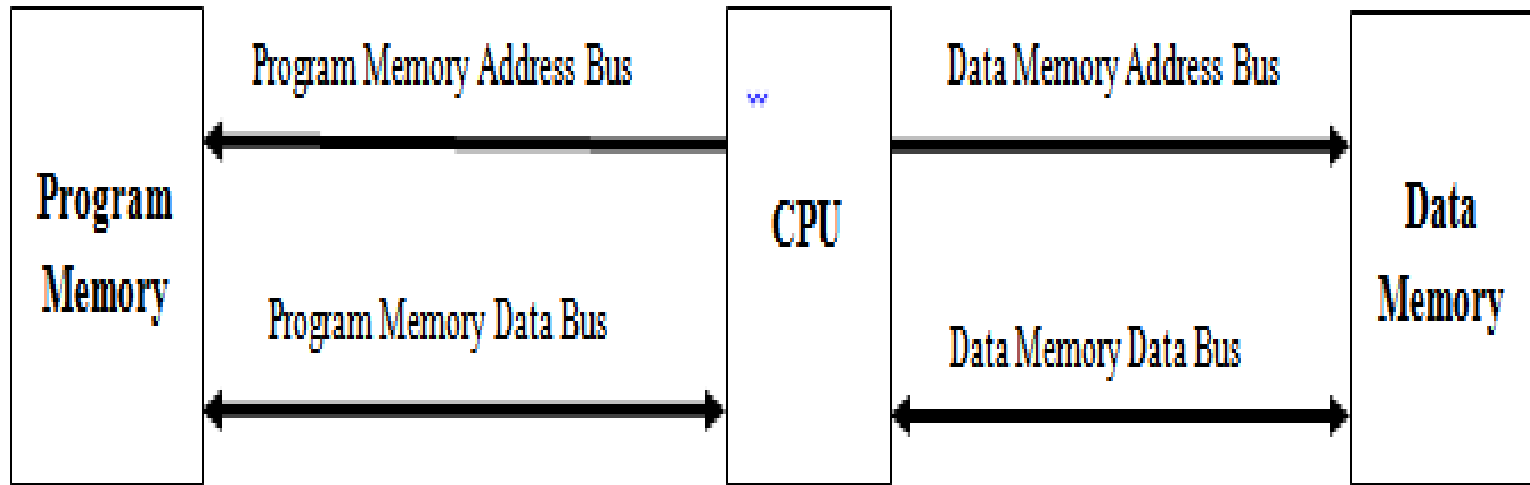 Program Memory Address Bus
Data Memory Address Bus
w
Program
Memory
CPU
Data
Memory
Program Memory Data Bus
Data Memory Data Bus